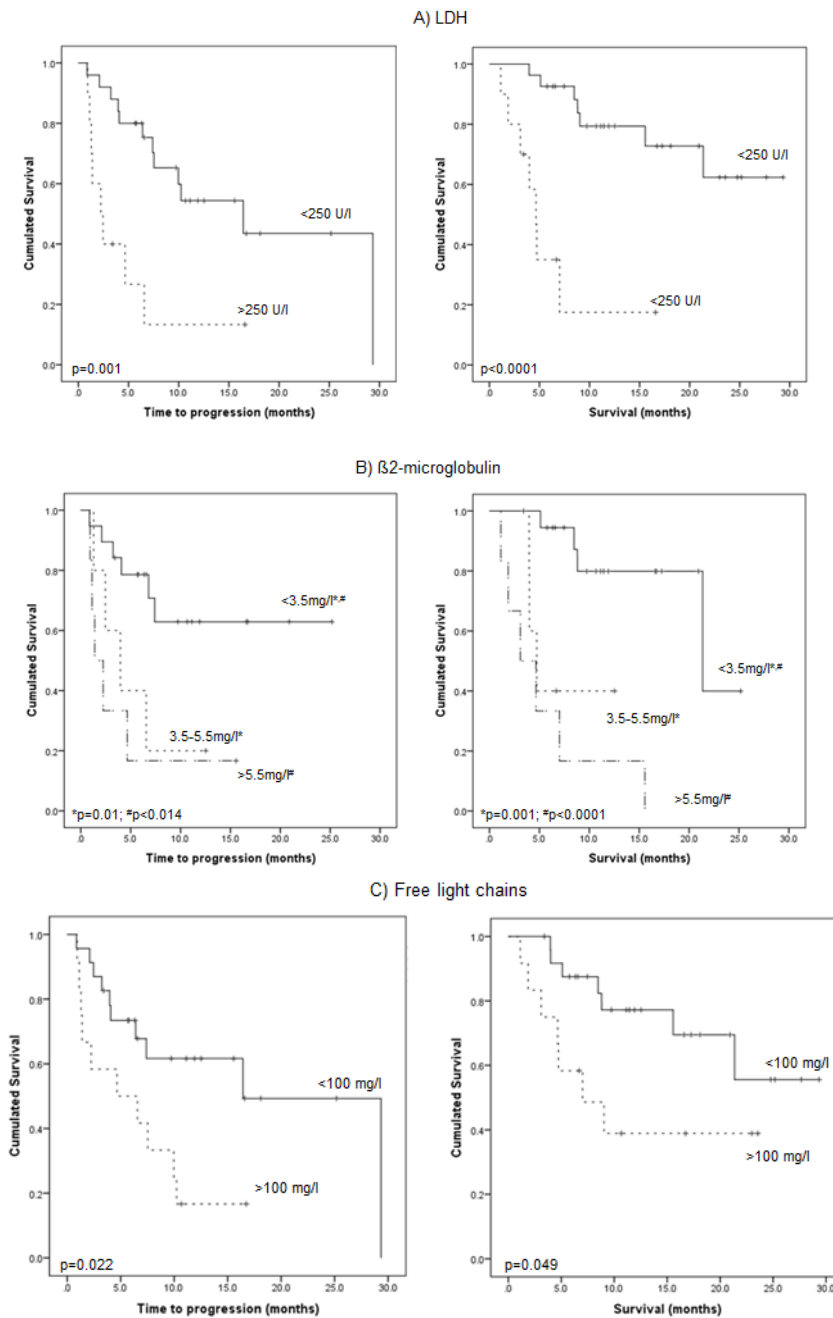 A) LDH
Cumulated Survival
1.0
0.8
0.6
0.4
0.2
0.0
<250 U/l
>250 U/l
p=0.001
.0 5.0 10.0 15.0 20.0 25.0 30.0
Time to progression (months)
Cumulated Survival
1.0
0.8
0.6
0.4
0.2
0.0
<250 U/l
<250 U/l
p<0.0001
.0 5.0 10.0 15.0 20.0 25.0 30.0
Survival (months)
B) ß2-microglobulin
Cumulated Survival
1.0
0.8
0.6
0.4
0.2
0.0
<3.5mg/l*,#
3.5-5.5mg/l*
>5.5mg/l#
*p=0.01; #p<0.014
.0 5.0 10.0 15.0 20.0 25.0 30.0
Time to progression (months)
Cumulated Survival
1.0
0.8
0.6
0.4
0.2
0.0
<3.5mg/l*,#
3.5-5.5mg/l*
>5.5mg/l#
*p=0.001; #p<0.0001
.0 5.0 10.0 15.0 20.0 25.0 30.0
Survival (months)
C) Free light chains
Cumulated Survival
1.0
0.8
0.6
0.4
0.2
0.0
<100 mg/l
>100 mg/l
p=0.022
.0 5.0 10.0 15.0 20.0 25.0 30.0
Time to progression (months)
Cumulated Survival
1.0
0.8
0.6
0.4
0.2
0.0
<100 mg/l
>100 mg/l
p=0.049
.0 5.0 10.0 15.0 20.0 25.0 30.0
Survival (months)